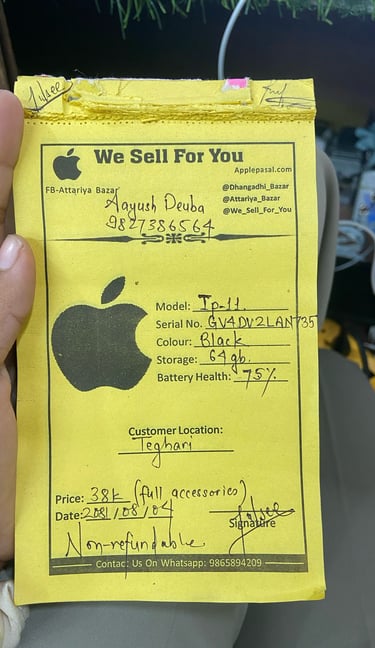 We Sell For You
Applepasal.com
FB-Attariya Bazar
@Dhangadhi_Bazar
@Attariya_Bazar
@We_Sell_For_You
Aayush Deuba
9827386564
Model: Ip-11.
Serial No. GV4DV2LAN735
Colour: Black
Storage: 64gb.
Battery Health: 75%
Customer Location:
Teghari
Price: 38k (full accessories)
Date: 2081/08/04
Signature
Non-refundable
Contac: Us On Whatsapp: 9865894209